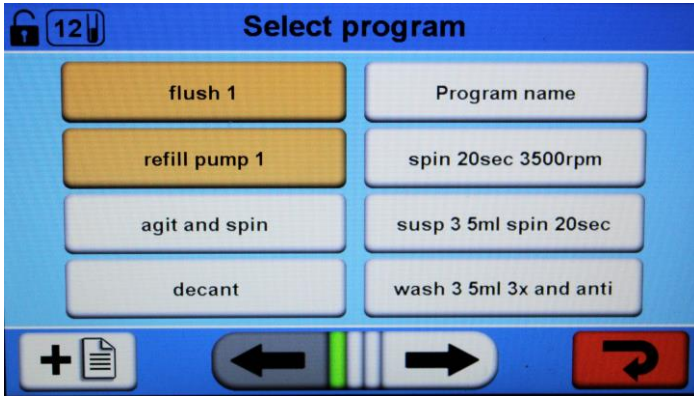 12
Select program
flush 1
Program name
refill pump 1
spin 20sec 3500rpm
agit and spin
susp 3 5ml spin 20sec
decant
wash 3 5ml 3x and anti